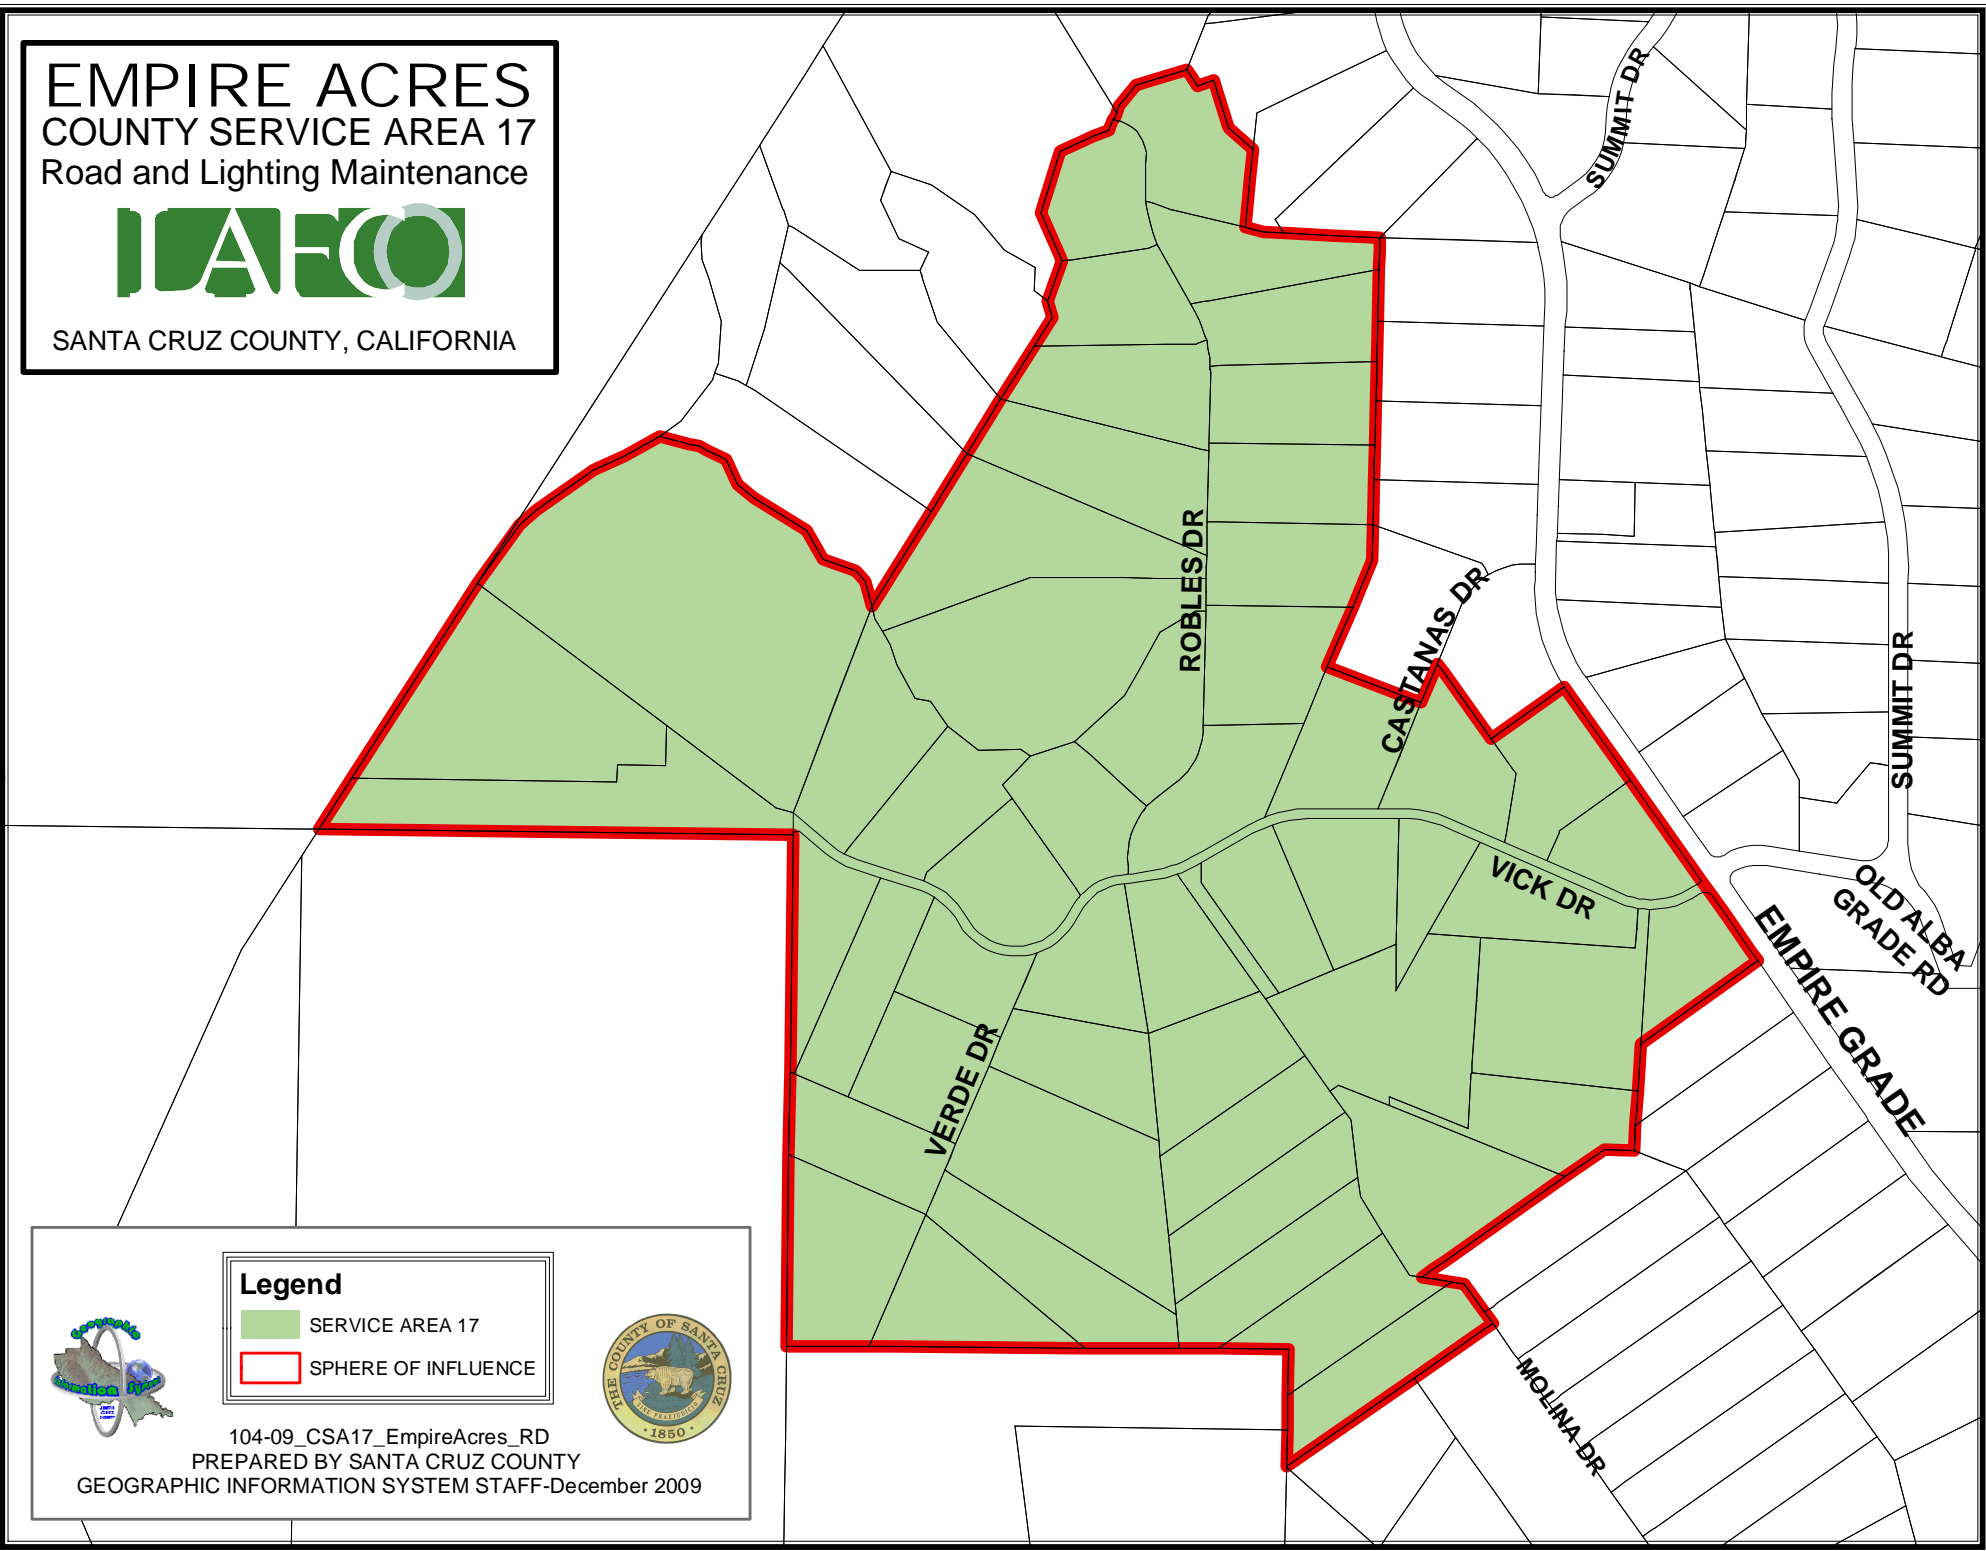 EMPIRE ACRES
COUNTY SERVICE AREA 17
Road and Lighting Maintenance
LAFCO
SANTA CRUZ COUNTY, CALIFORNIA
SUMMIT DR
ROBLES DR
CASTANAS DR
SUMMIT DR
VICK DR
OLD ALBA
GRADE RD
EMPIRE GRADE
VERDE DR
MOLINA DR
Legend
SERVICE AREA 17
SPHERE OF INFLUENCE
Geographic
Information System
THE COUNTY OF SANTA CRUZ
1850
104-09_CSA17_EmpireAcres_RD
PREPARED BY SANTA CRUZ COUNTY
GEOGRAPHIC INFORMATION SYSTEM STAFF-December 2009